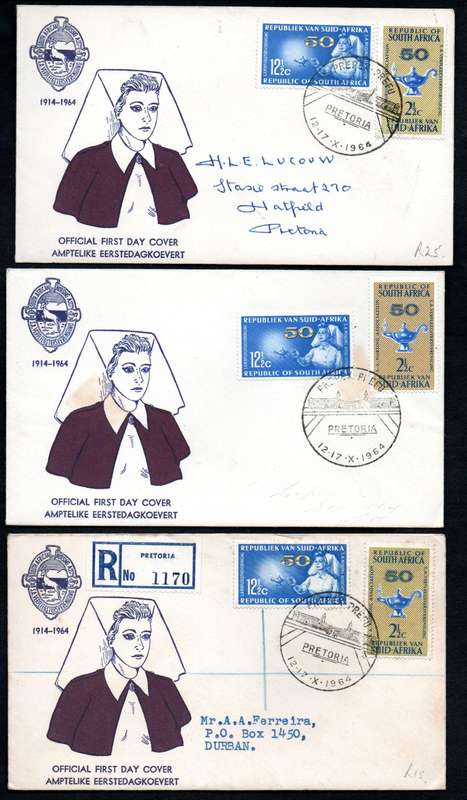 1914-1964
OFFICIAL FIRST DAY COVER
AMPTELIKE EERSTEDAGKOEVERT
REPUBLIEK VAN SUID-AFRIKA
50
12½c
REPUBLIC OF SOUTH AFRICA
REPUBLIC OF
SOUTH AFRICA
50
2½c
REPUBLIEK VAN
SUID-AFRIKA
PRETORIA
12-17·X·1964
H.L.E. LUCOUW
Stasie straat 270
Hatfield
Pretoria
R25.
1914-1964
OFFICIAL FIRST DAY COVER
AMPTELIKE EERSTEDAGKOEVERT
REPUBLIEK VAN SUID-AFRIKA
50
12½c
REPUBLIC OF SOUTH AFRICA
REPUBLIC OF
SOUTH AFRICA
50
2½c
REPUBLIEK VAN
SUID-AFRIKA
PRETORIA
12-17·X·1964
1914-1964
R
PRETORIA
No 1170
OFFICIAL FIRST DAY COVER
AMPTELIKE EERSTEDAGKOEVERT
REPUBLIEK VAN SUID-AFRIKA
50
12½c
REPUBLIC OF SOUTH AFRICA
REPUBLIC OF
SOUTH AFRICA
50
2½c
REPUBLIEK VAN
SUID-AFRIKA
PRETORIA
12-17·X·1964
Mr.A.A.Ferreira,
P.O. Box 1450,
DURBAN.
R15.